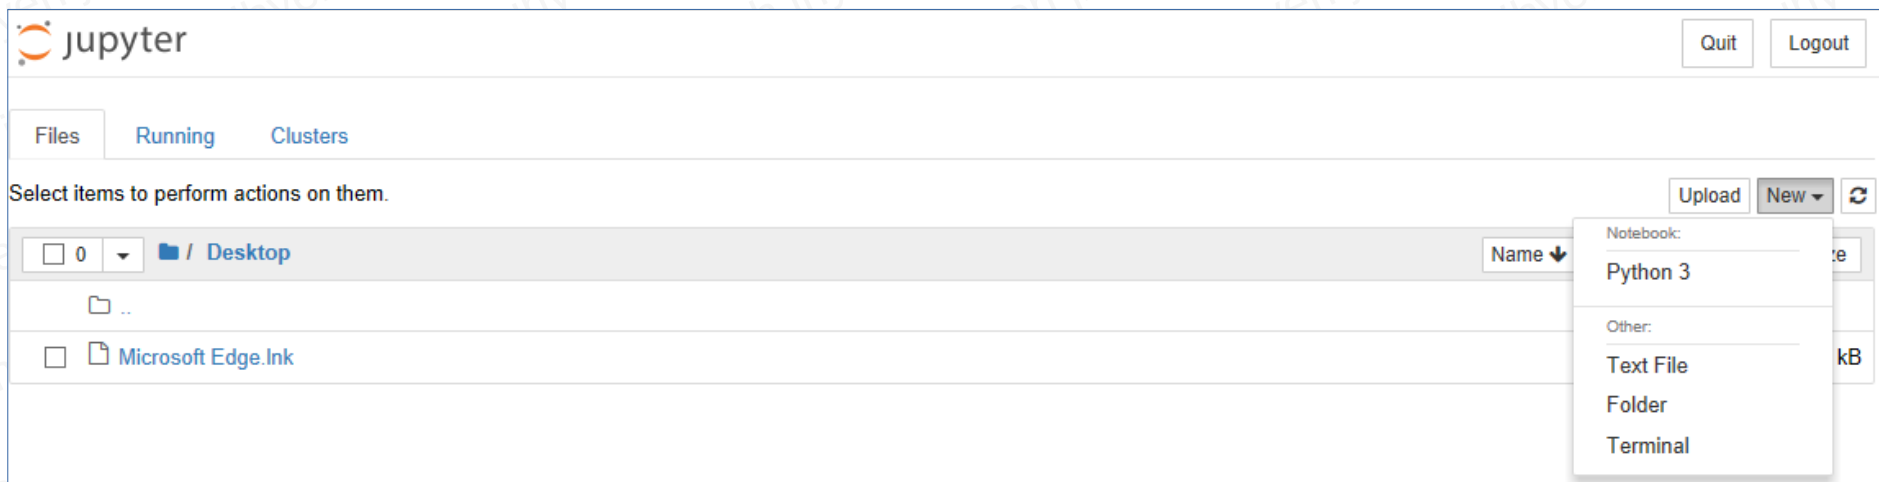 jupyter
Quit
Logout
Files
Running
Clusters
Select items to perform actions on them.
Upload
New
0
/ Desktop
Name
ze
Notebook:
Python 3
..
Other:
Microsoft Edge.lnk
kB
Text File
Folder
Terminal